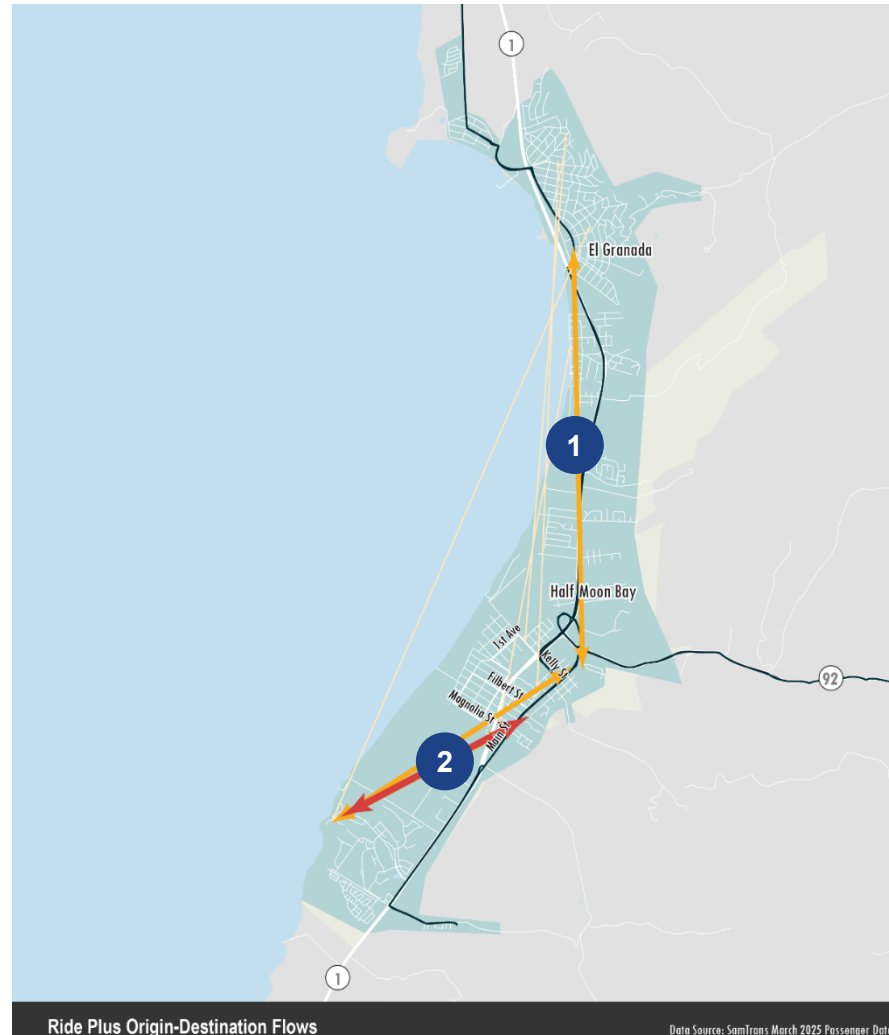 1
El Granada
1
Half Moon Bay
1st Ave
Kelly St
Filbert St
Magnolia St
Main St
92
2
1
Ride Plus Origin-Destination Flows
Data Source: SamTrans March 2025 Passenger Data